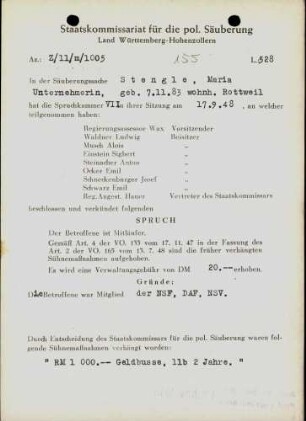 Staatskommissariat für die pol. Säuberung
Land Württemberg-Hohenzollern
Az.: Z/11/m/1005 155 L.528
In der Säuberungssache Stengle, Maria
Unternehmerin, geb. 7.11.83 wohnh. Rottweil
hat die Spruchkammer VII in ihrer Sitzung am 17.9.48 , an welcher
teilgenommen haben:
Regierungsassessor Wax Vorsitzender
Waldner Ludwig Beisitzer
Musch Alois „
Einstein Sigbert „
Steimacher Anton „
Ocker Emil „
Schneckenburger Josef „
Schwarz Emil „
Reg.August. Hauer Vertreter des Staatskommissars
beschlossen und verkündet folgenden
SPRUCH
Der Betroffene ist Mitläufer.
Gemäß Art. 4 der VO. 133 vom 17. 11. 47 in der Fassung des
Art. 2 der VO. 165 vom 13. 7. 48 sind die früher verhängten
Sühnemaßnahmen aufgehoben.
Es wird eine Verwaltungsgebühr von DM 20.-- erhoben.
Gründe:
Die Betroffene war Mitglied der NSF, DAF, NSV.
Durch Entscheidung des Staatskommissars für die pol. Säuberung waren fol-
gende Sühnemaßnahmen verhängt worden:
" RM 1 000.-- Geldbusse, 11b 2 Jahre. "